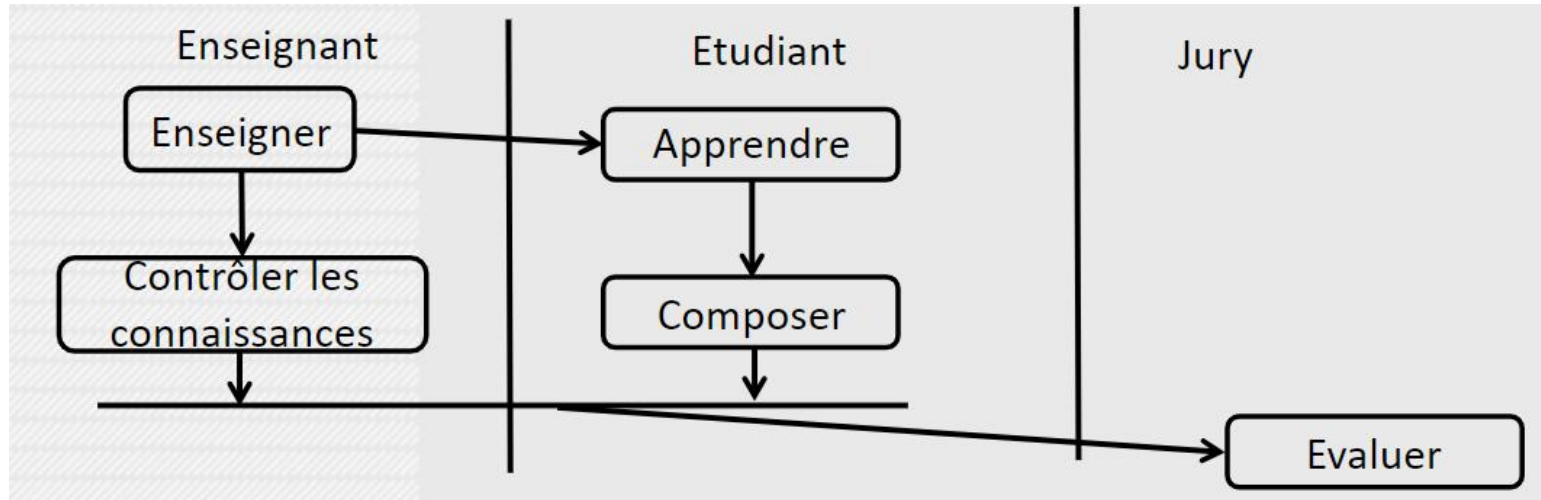 Enseignant
Etudiant
Jury
Enseigner
Apprendre
Contrôler les
connaissances
Composer
Evaluer